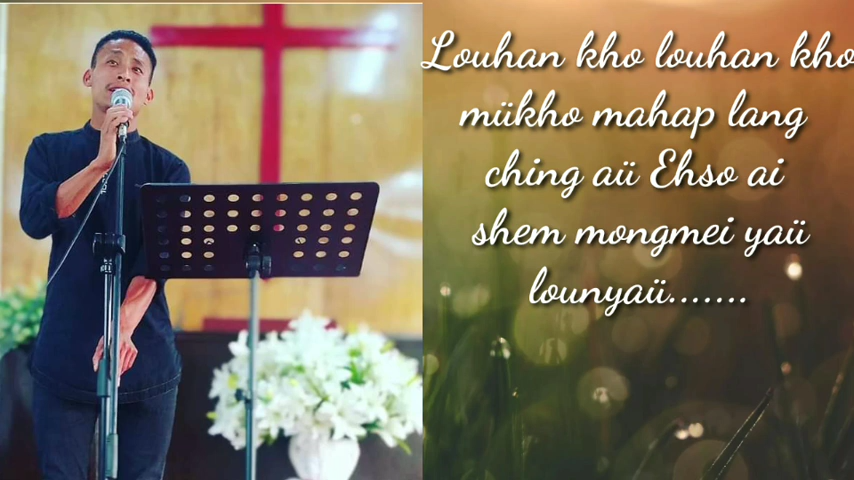 Louhan kho louhan kho
mükho mahap lang
ching aü Ehso ai
shem mongmei yaü
lounyaü.......